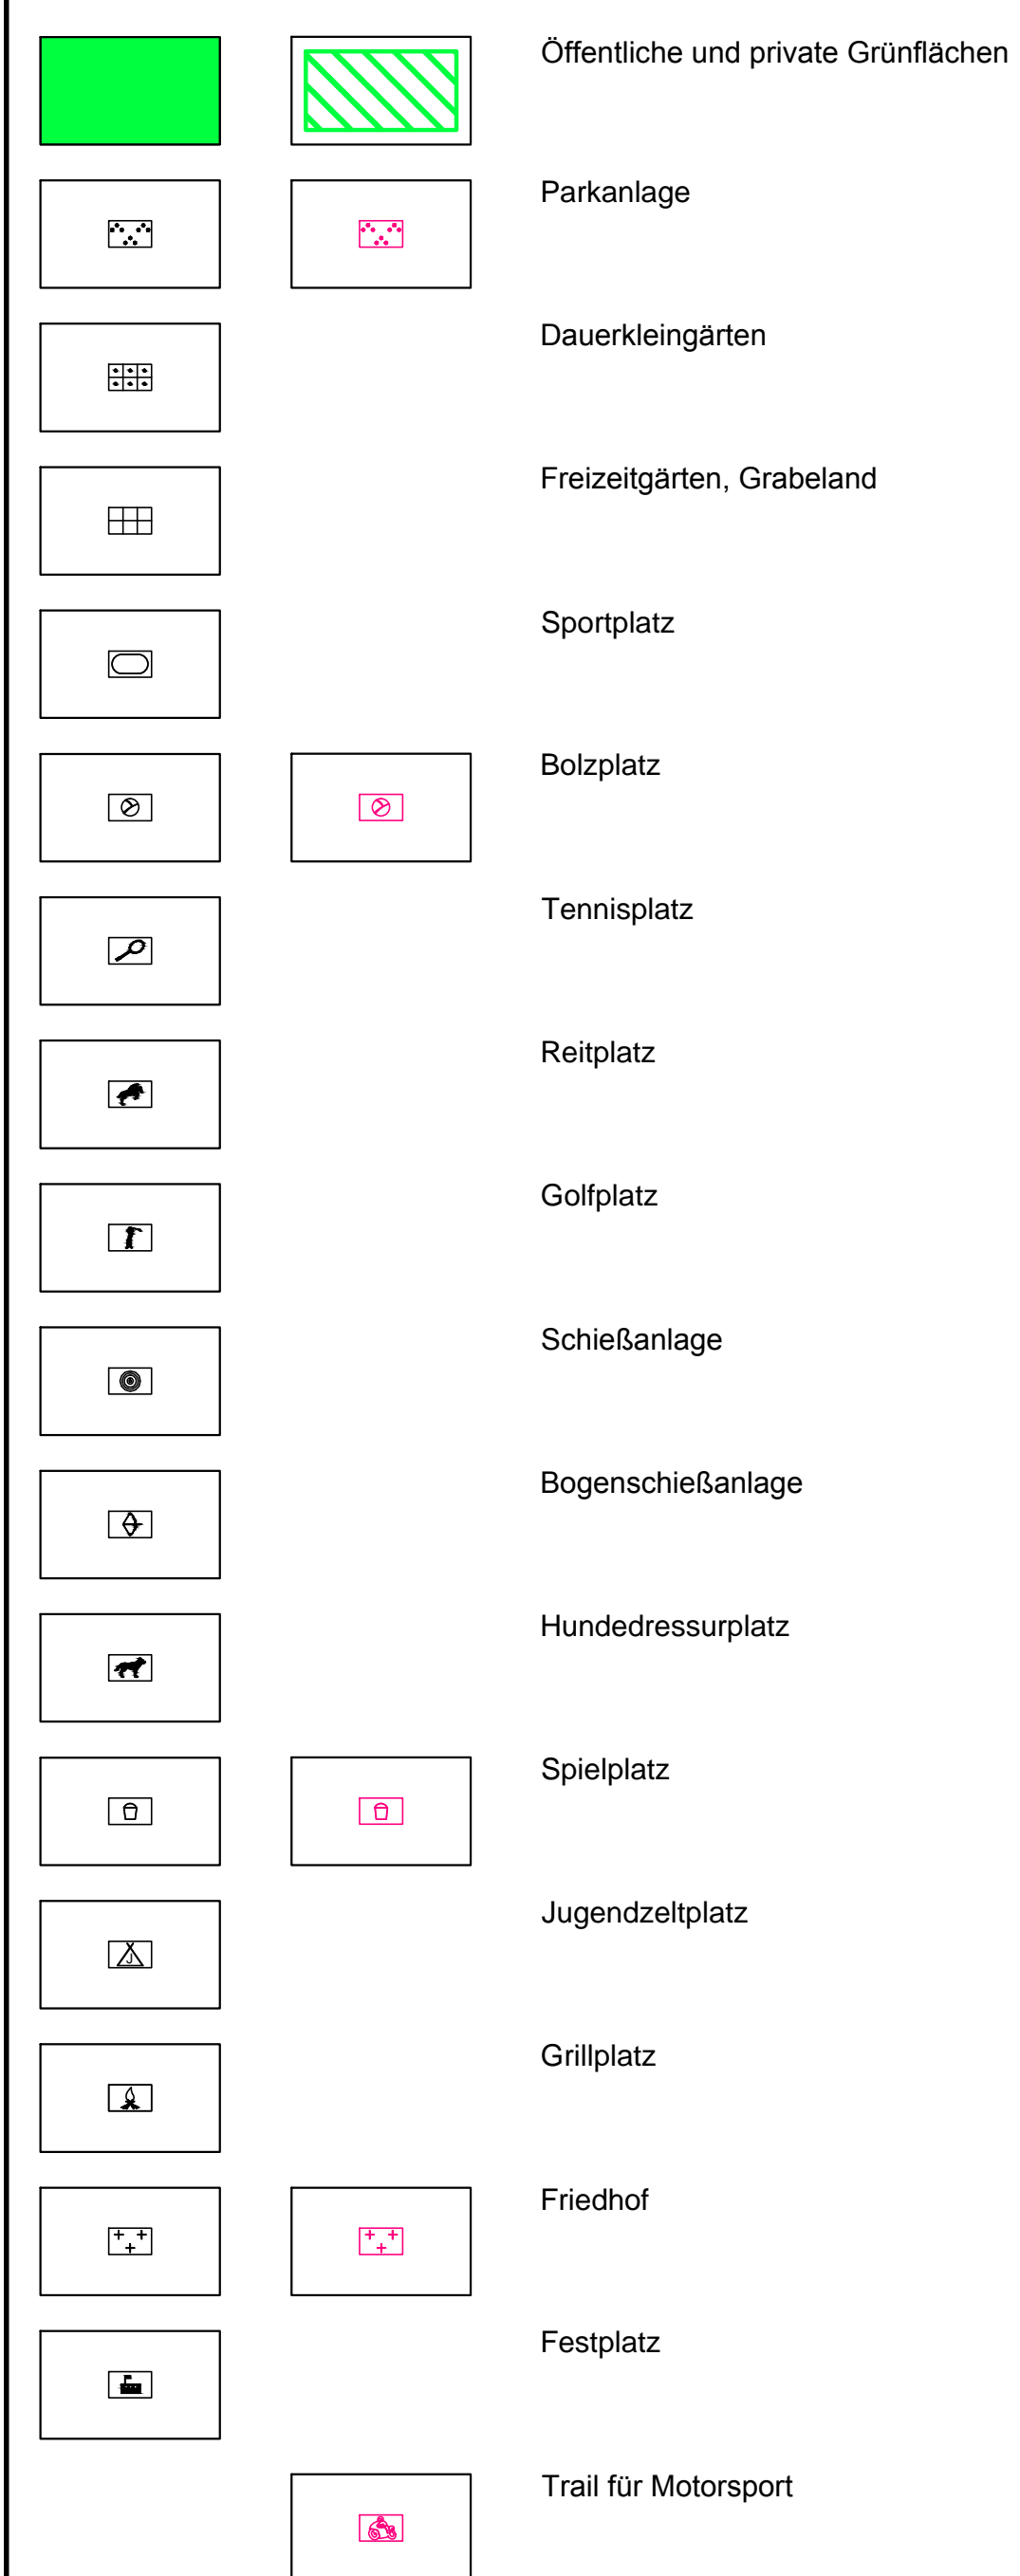 Öffentliche und private Grünflächen
Parkanlage
Dauerkleingärten
Freizeitgärten, Grabeland
Sportplatz
Bolzplatz
Tennisplatz
Reitplatz
Golfplatz
Schießanlage
Bogenschießanlage
Hundedressurplatz
Spielplatz
Jugendzeltplatz
J
Grillplatz
Friedhof
Festplatz
Trail für Motorsport